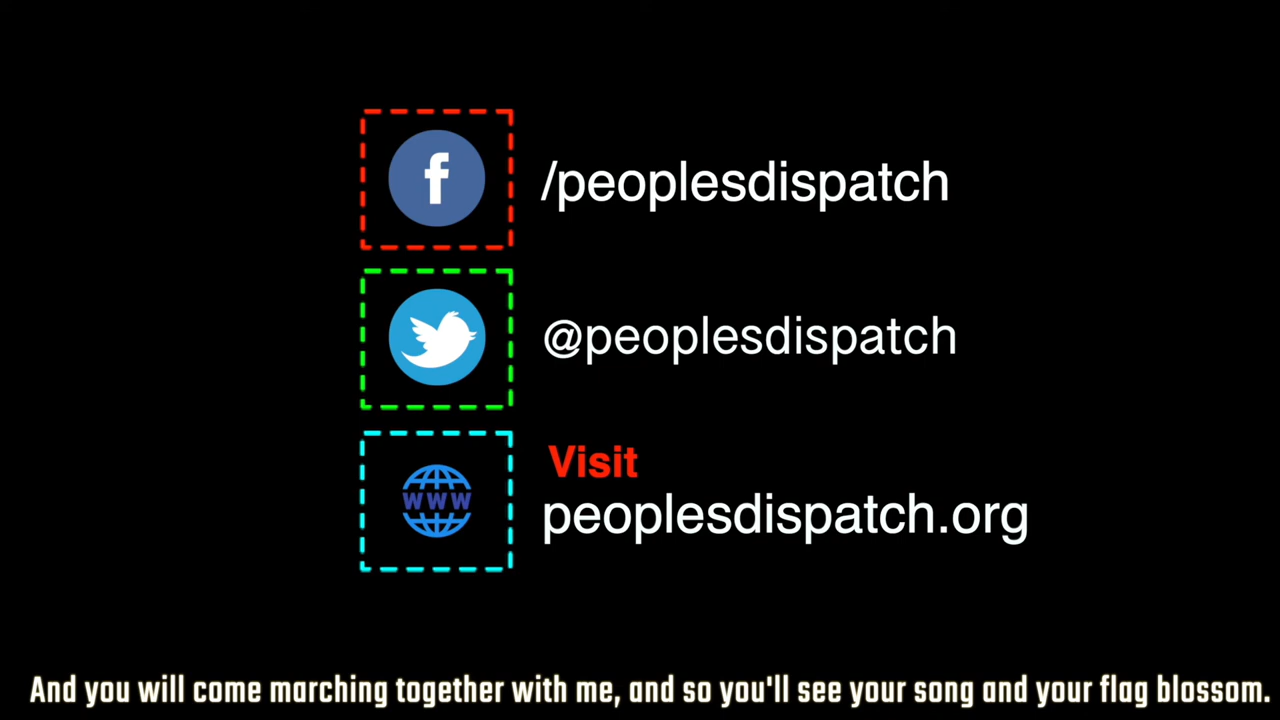 f
/peoplesdispatch
@peoplesdispatch
Visit
www
peoplesdispatch.org
And you will come marching together with me, and so you'll see your song and your flag blossom.